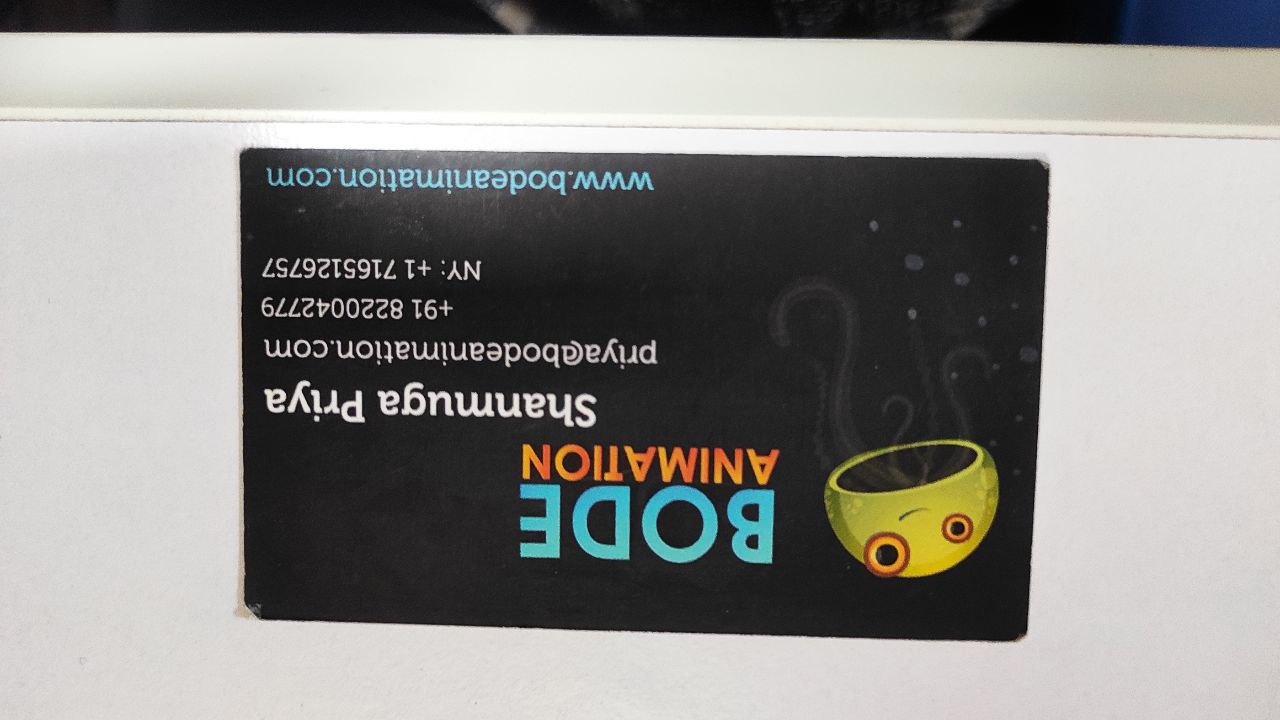 BODE
ANIMATION
Shanmuga Priya
priya@bodeanimation.com
+91 8220042779
NY: +1 7165126757
www.bodeanimation.com